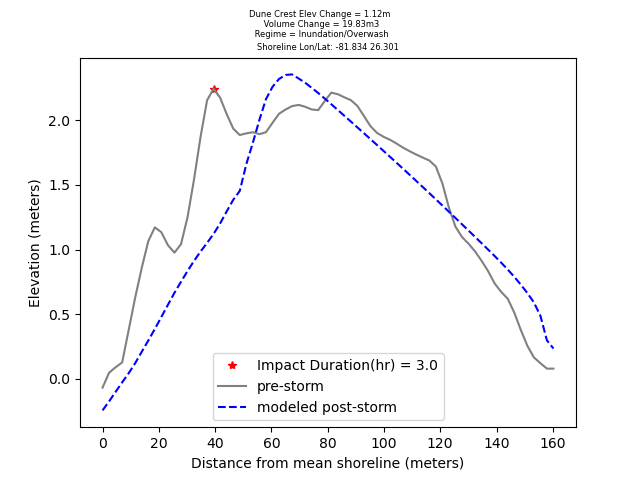 Dune Crest Elev Change = 1.12m
Volume Change = 19.83m3
Regime = Inundation/Overwash
Shoreline Lon/Lat: -81.834 26.301
Elevation (meters)
2.0
1.5
1.0
0.5
0.0
Impact Duration(hr) = 3.0
pre-storm
modeled post-storm
0 20 40 60 80 100 120 140 160
Distance from mean shoreline (meters)